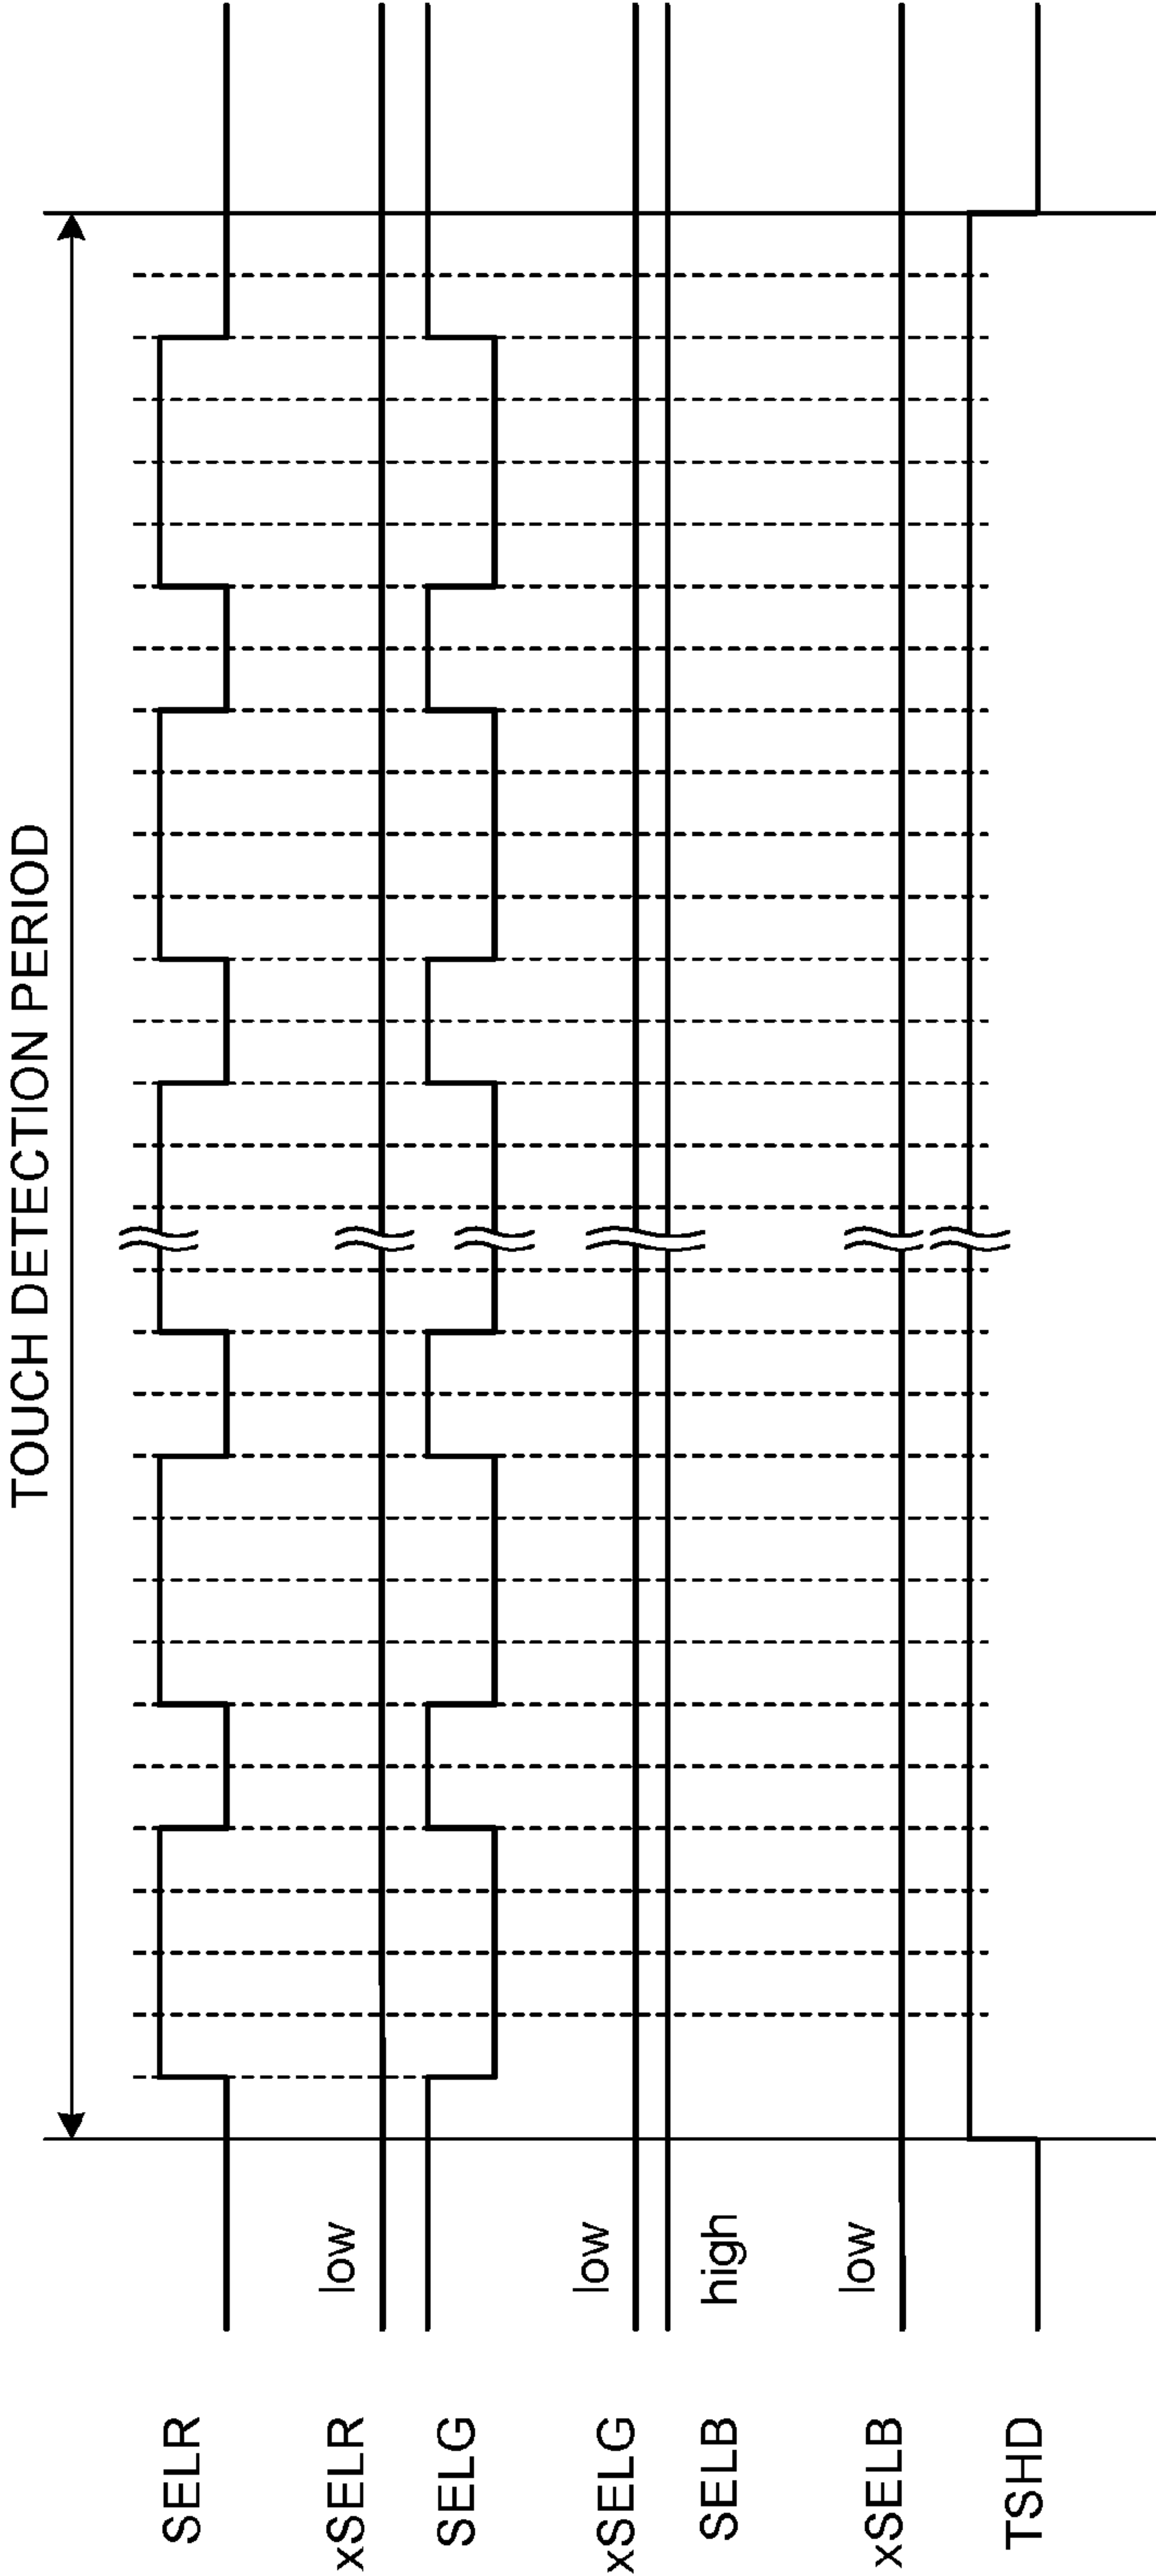 TOUCH DETECTION PERIOD
SELR
xSELR low
SELG
xSELG low
SELB high
xSELB low
TSHD